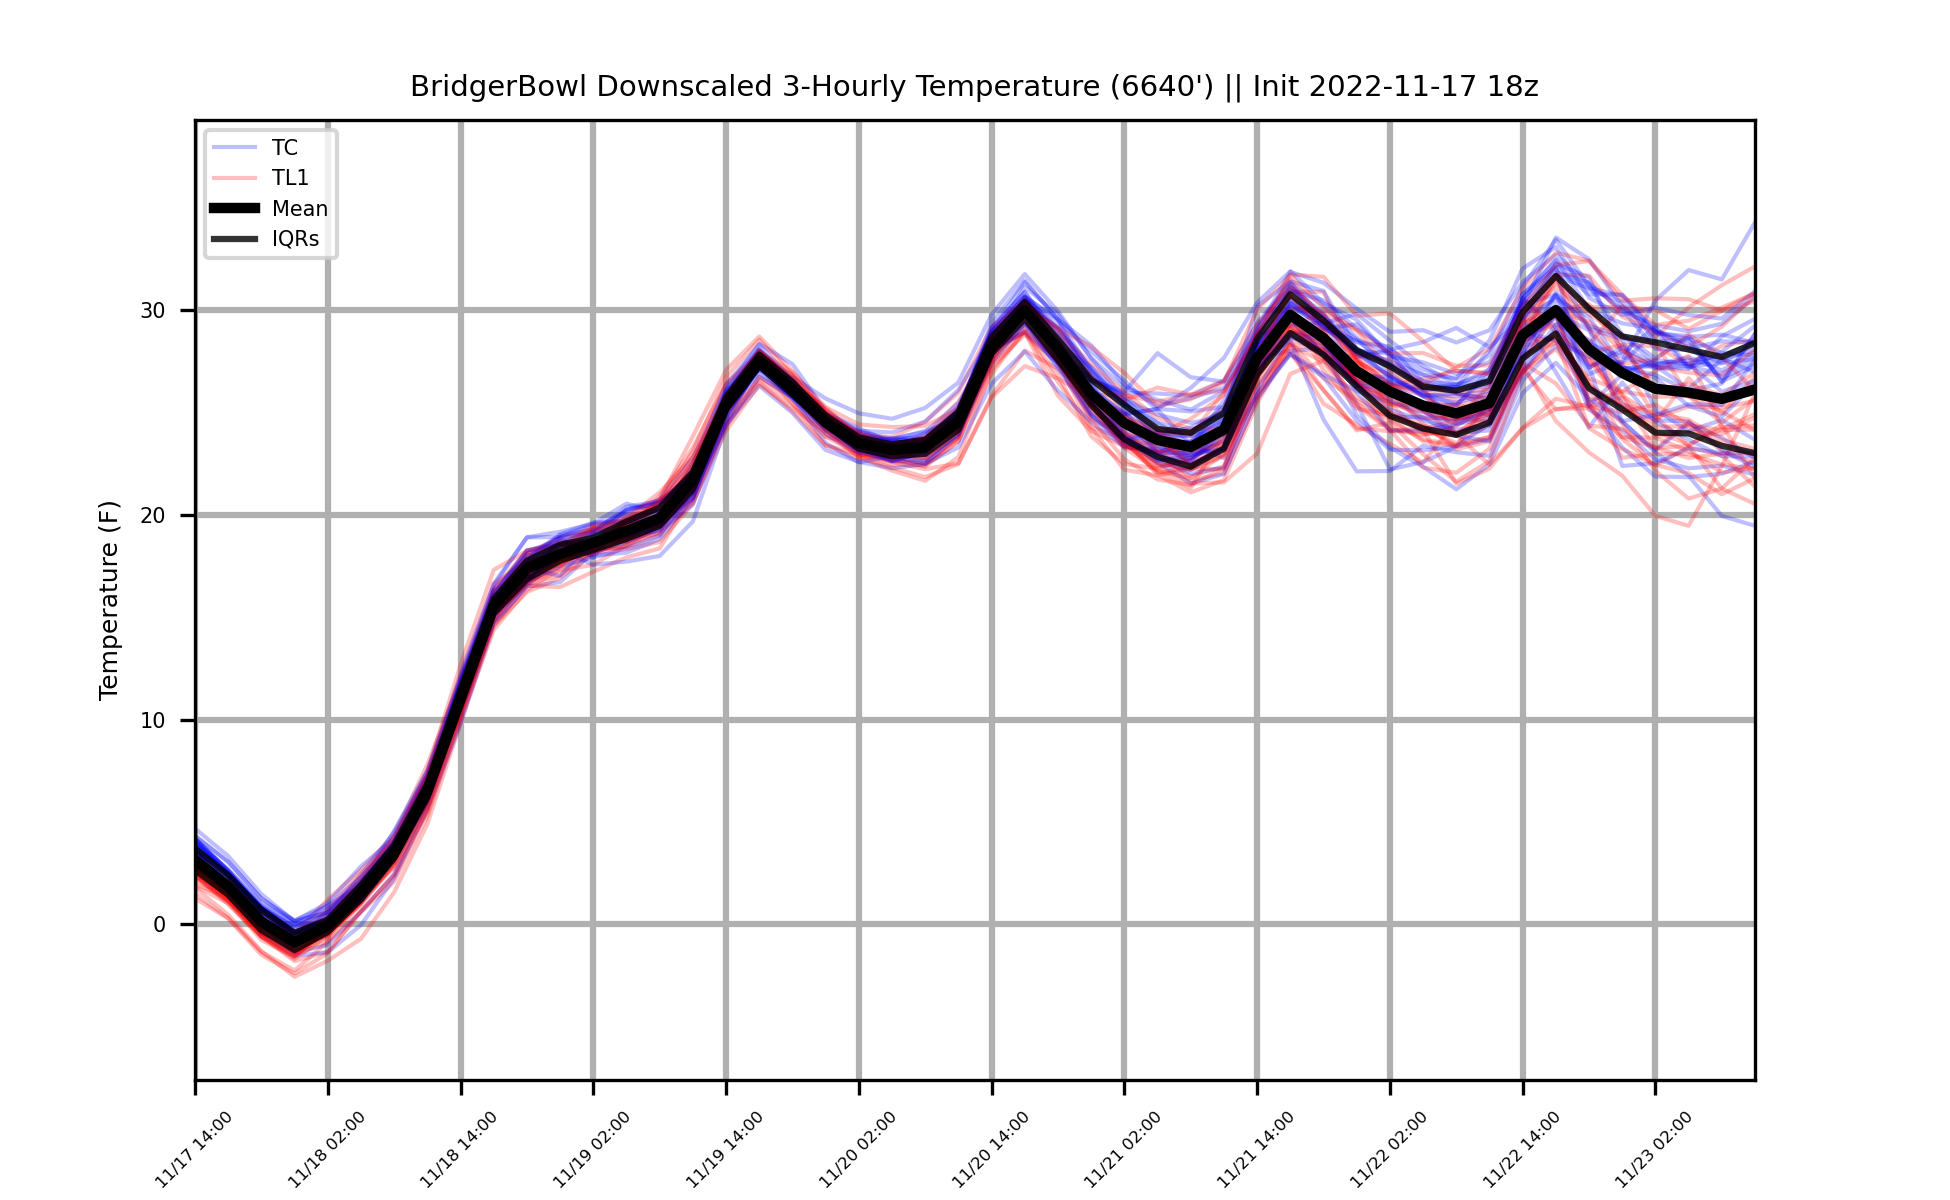 BridgerBowl Downscaled 3-Hourly Temperature (6640') || Init 2022-11-17 18z
TC
TL1
Mean
IQRs
Temperature (F)
30
20
10
0
11/17 14:00
11/18 02:00
11/18 14:00
11/19 02:00
11/19 14:00
11/20 02:00
11/20 14:00
11/21 02:00
11/21 14:00
11/22 02:00
11/22 14:00
11/23 02:00